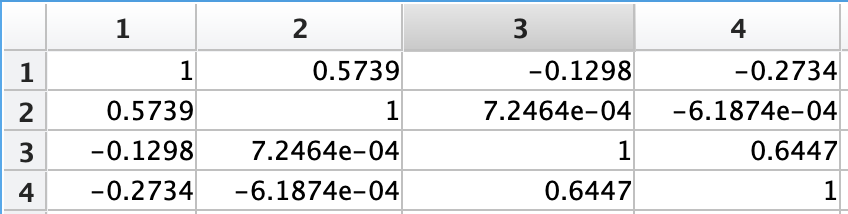 1 2 3 4
1 1 0.5739 -0.1298 -0.2734
2 0.5739 1 7.2464e-04 -6.1874e-04
3 -0.1298 7.2464e-04 1 0.6447
4 -0.2734 -6.1874e-04 0.6447 1